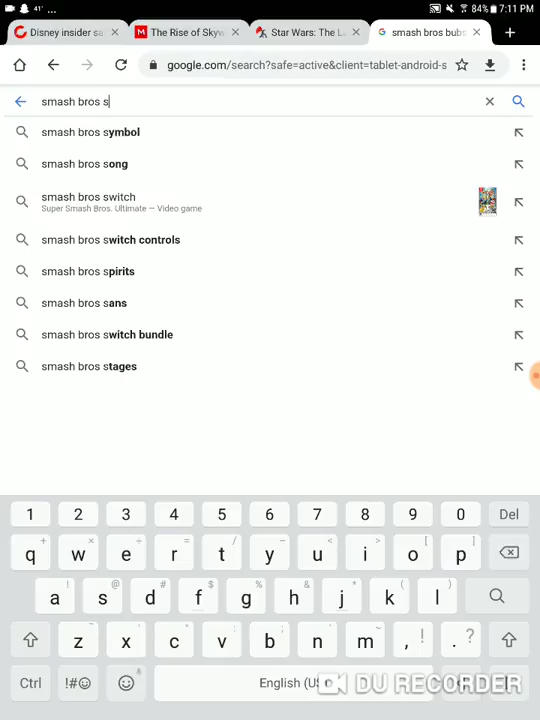 41° ... 84% 7:11 PM
Disney insider sa × The Rise of Skyw × Star Wars: The L × smash bros bubs × +
google.com/search?safe=active&client=tablet-android-s
smash bros s
smash bros symbol
smash bros song
smash bros switch
Super Smash Bros. Ultimate — Video game
smash bros switch controls
smash bros spirits
smash bros sans
smash bros switch bundle
smash bros stages
1 2 3 4 5 6 7 8 9 0 Del
+ × ÷ = / _ < > [ ]
q w e r t y u i o p
! @ # $ % ^ & * ( )
a s d f g h j k l
z x c v b n m , ! . ?
Ctrl !#☺ English (US)
DU RECORDER